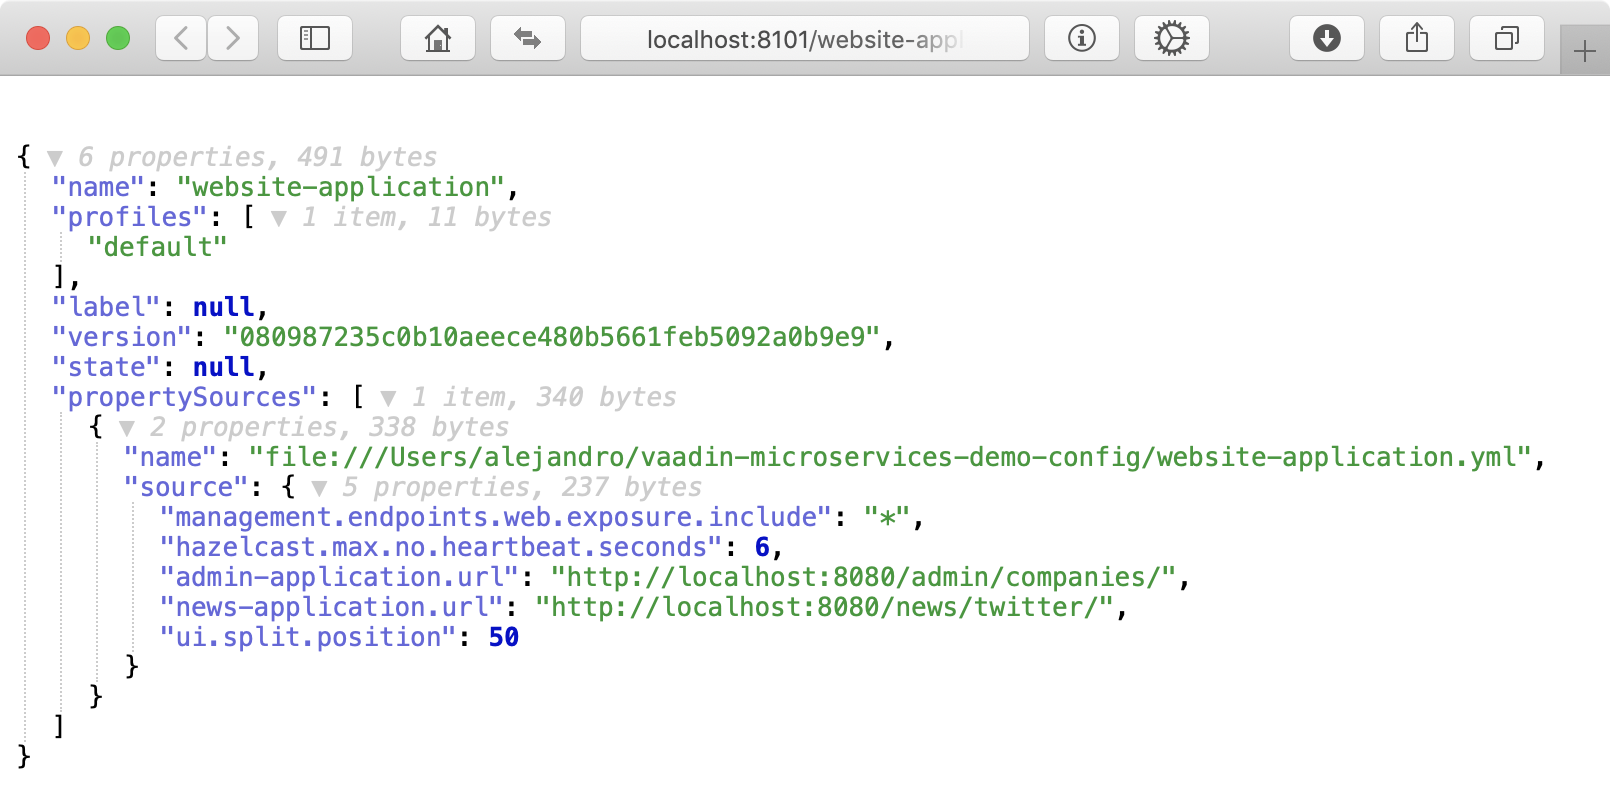 localhost:8101/website-appl
{ ▼ 6 properties, 491 bytes
"name": "website-application",
"profiles": [ ▼ 1 item, 11 bytes
"default"
],
"label": null,
"version": "080987235c0b10aeece480b5661feb5092a0b9e9",
"state": null,
"propertySources": [ ▼ 1 item, 340 bytes
{ ▼ 2 properties, 338 bytes
"name": "file:///Users/alejandro/vaadin-microservices-demo-config/website-application.yml",
"source": { ▼ 5 properties, 237 bytes
"management.endpoints.web.exposure.include": "*",
"hazelcast.max.no.heartbeat.seconds": 6,
"admin-application.url": "http://localhost:8080/admin/companies/",
"news-application.url": "http://localhost:8080/news/twitter/",
"ui.split.position": 50
}
}
]
}